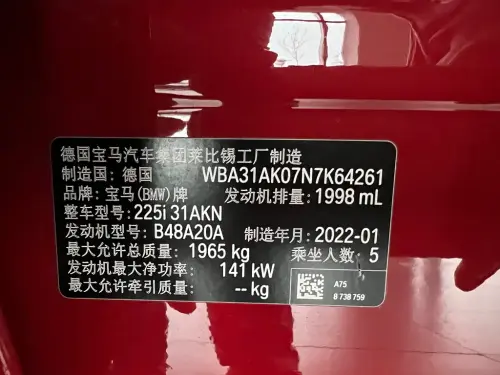 德国宝马汽车集团莱比锡工厂制造
制造国: 德国 WBA31AK07N7K64261
品牌: 宝马(BMW)牌 发动机排量: 1998 mL
整车型号: 225i 31AKN
发动机型号: B48A20A 制造年月: 2022-01
最大允许总质量: 1965 kg 乘坐人数: 5
发动机最大净功率: 141 kW
最大允许牵引质量: -- kg
A75
8 738 759